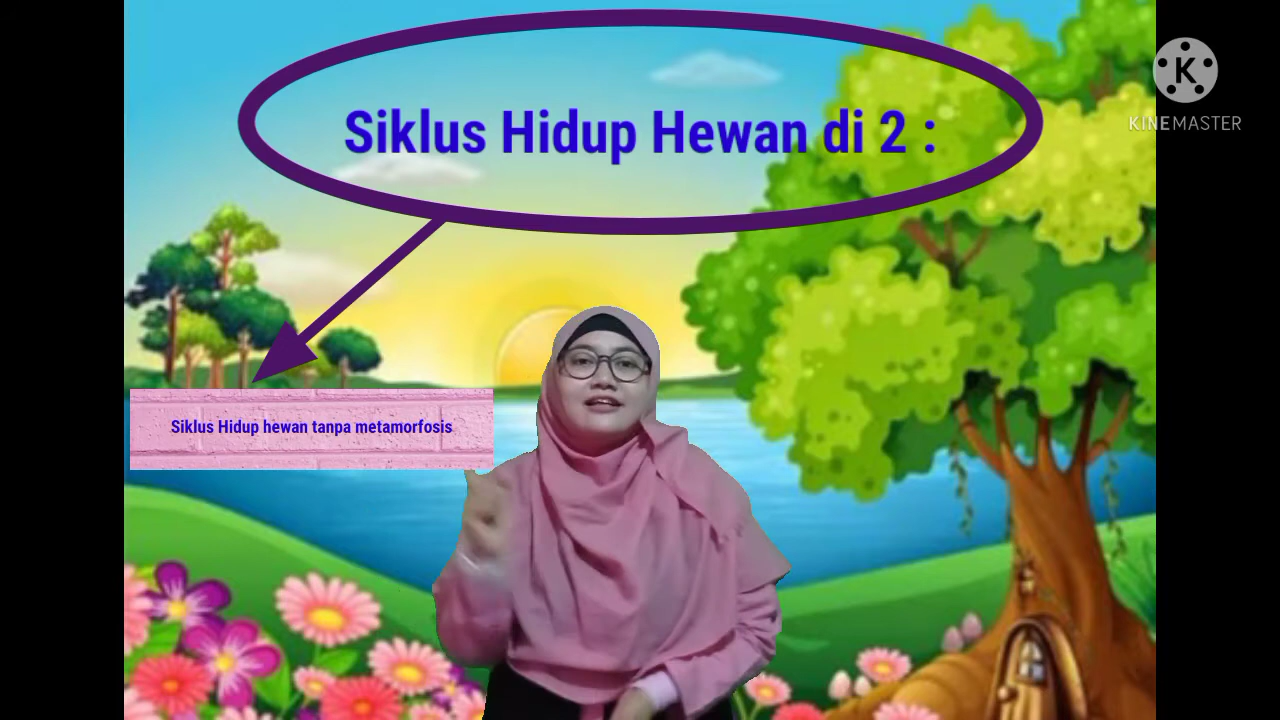 Siklus Hidup Hewan di 2 :
K
KINEMASTER
Siklus Hidup hewan tanpa metamorfosis